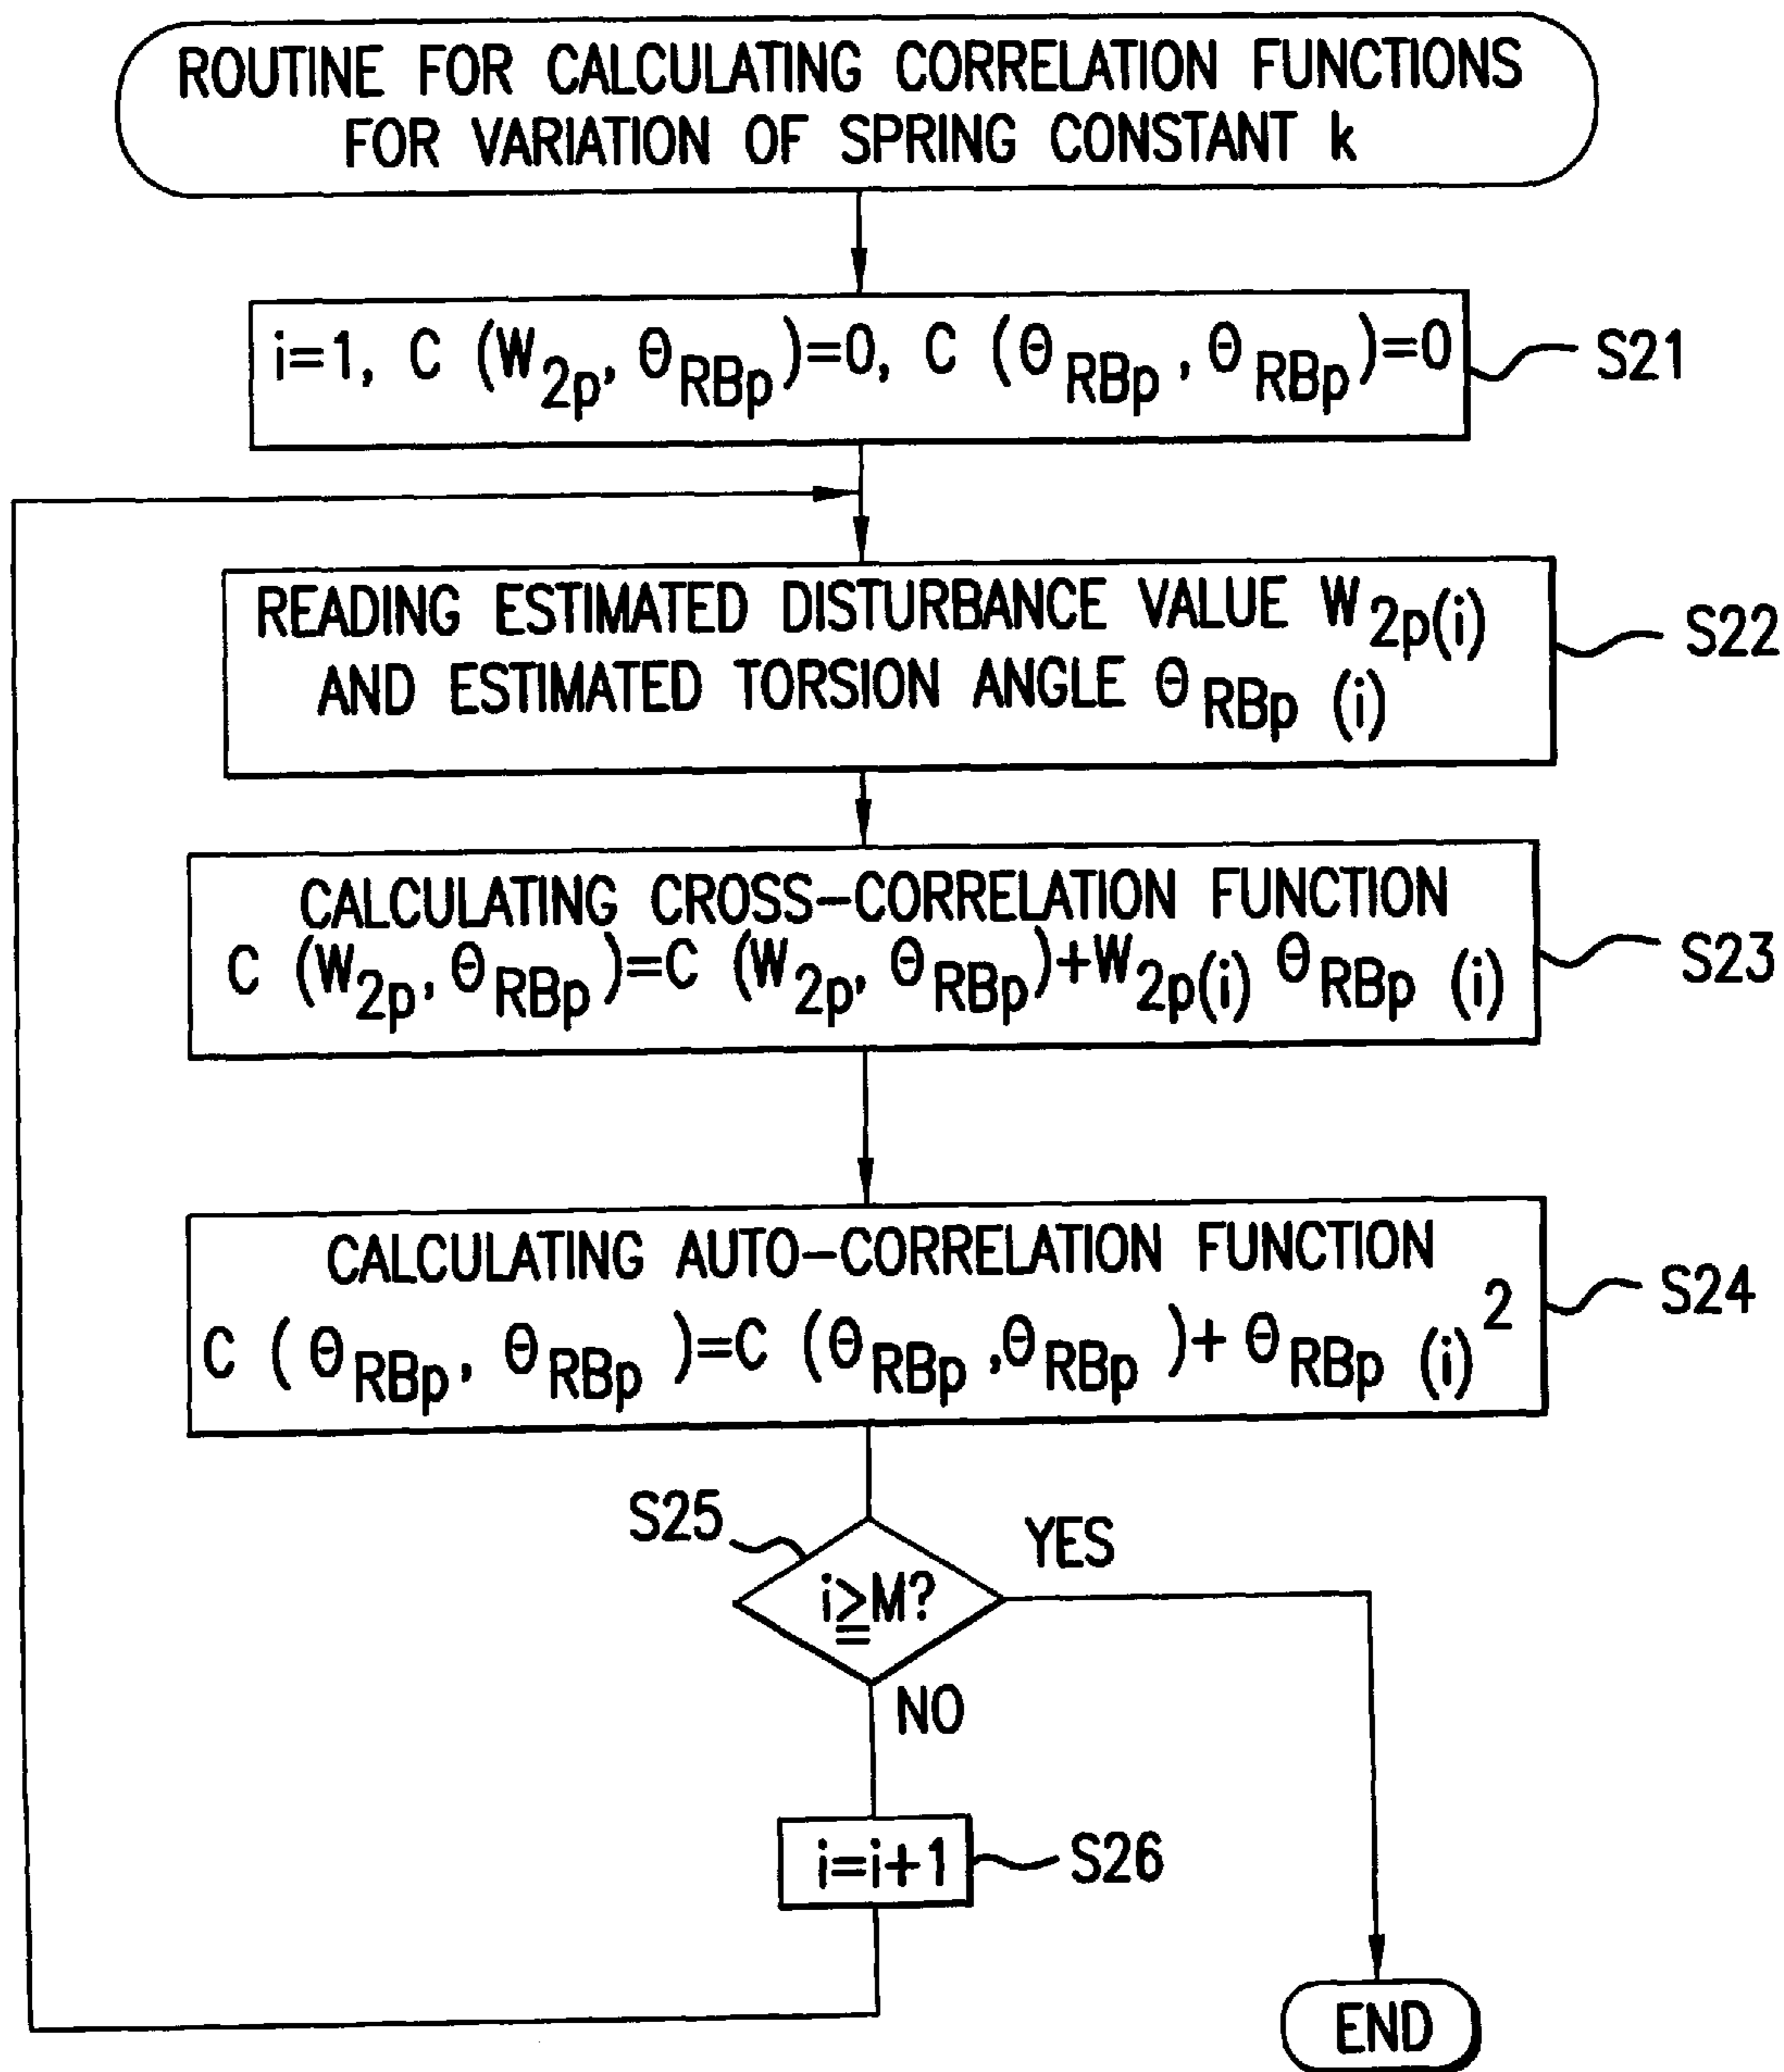 ROUTINE FOR CALCULATING CORRELATION FUNCTIONS
FOR VARIATION OF SPRING CONSTANT k
i=1, C (W2p, θRBp)=0, C (θRBp, θRBp)=0
S21
READING ESTIMATED DISTURBANCE VALUE W2p(i)
AND ESTIMATED TORSION ANGLE θRBp (i)
S22
CALCULATING CROSS-CORRELATION FUNCTION
C (W2p, θRBp)=C (W2p, θRBp)+W2p(i) θRBp (i)
S23
CALCULATING AUTO-CORRELATION FUNCTION
C (θRBp, θRBp)=C (θRBp,θRBp)+ θRBp (i)²
S24
S25
YES
i≧M?
NO
i=i+1
S26
END